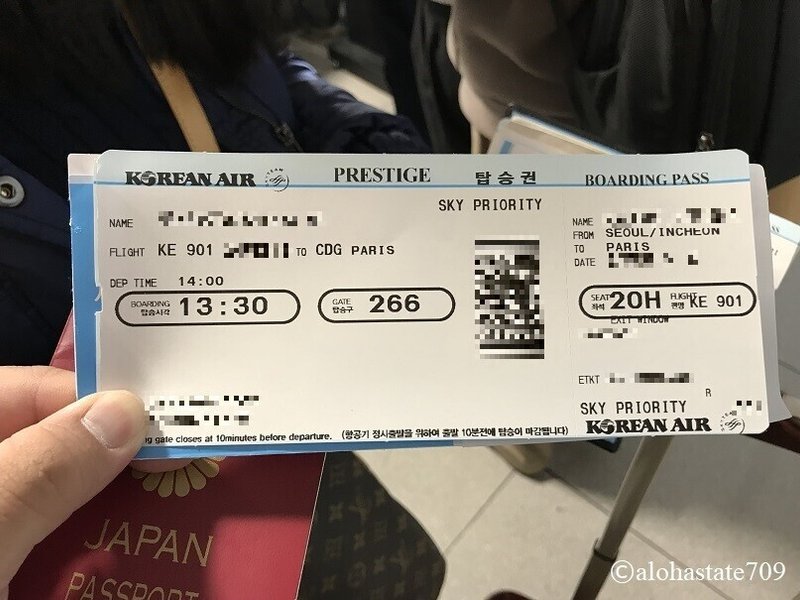 KOREAN AIR PRESTIGE 탑승권 BOARDING PASS
SKY PRIORITY
NAME
FLIGHT KE 901 TO CDG PARIS
DEP TIME 14:00
BOARDING 탑승시각 13:30 GATE 탑승구 266
NAME
FROM SEOUL/INCHEON
TO PARIS
DATE
SEAT 좌석 20H FLIGHT 편명 KE 901
EXIT WINDOW
ETKT
R
SKY PRIORITY
KOREAN AIR
ng gate closes at 10minutes before departure. (항공기 정시출발을 위하여 출발 10분전에 탑승이 마감됩니다)
JAPAN
PASSPORT
©alohastate709